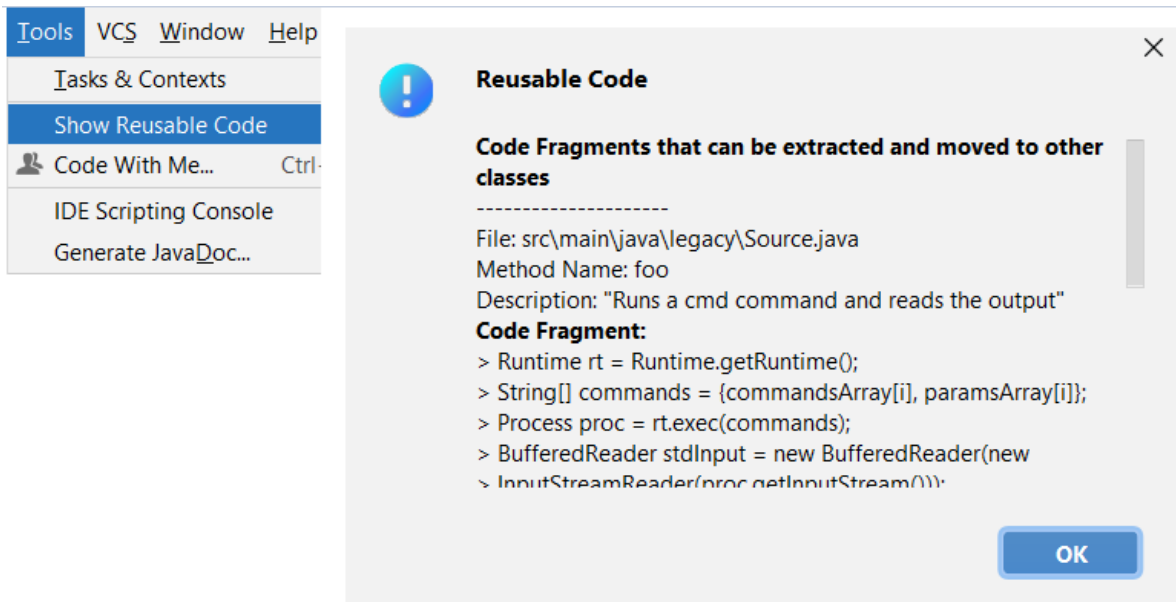 Tools VCS Window Help
Tasks & Contexts
Show Reusable Code
Code With Me... Ctrl-
IDE Scripting Console
Generate JavaDoc...
Reusable Code
Code Fragments that can be extracted and moved to other
classes
---------------------
File: src\main\java\legacy\Source.java
Method Name: foo
Description: "Runs a cmd command and reads the output"
Code Fragment:
> Runtime rt = Runtime.getRuntime();
> String[] commands = {commandsArray[i], paramsArray[i]};
> Process proc = rt.exec(commands);
> BufferedReader stdInput = new BufferedReader(new
> InputStreamReader(proc.getInputStream()));
OK